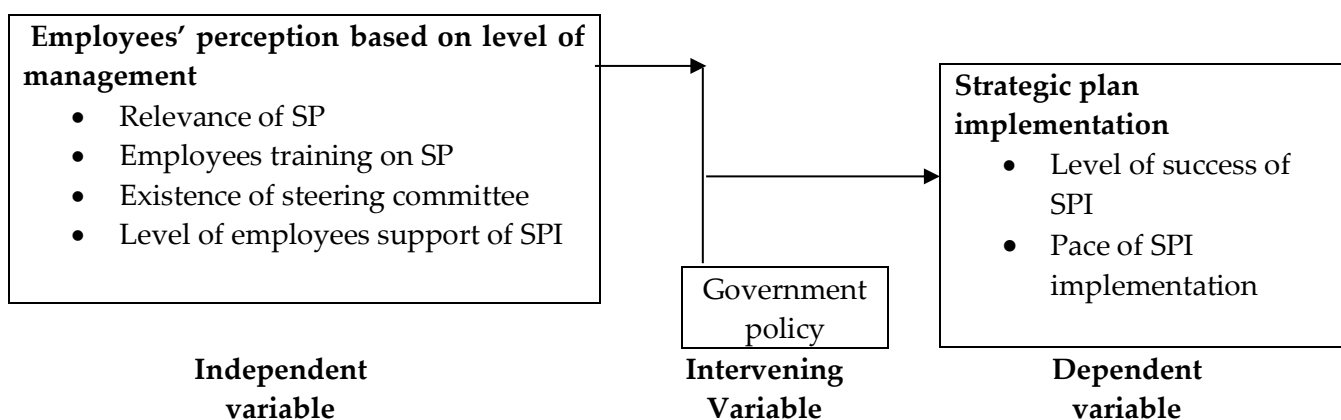 Employees’ perception based on level of
management
• Relevance of SP
• Employees training on SP
• Existence of steering committee
• Level of employees support of SPI
Strategic plan
implementation
• Level of success of
SPI
• Pace of SPI
implementation
Government
policy
Independent
variable
Intervening
Variable
Dependent
variable